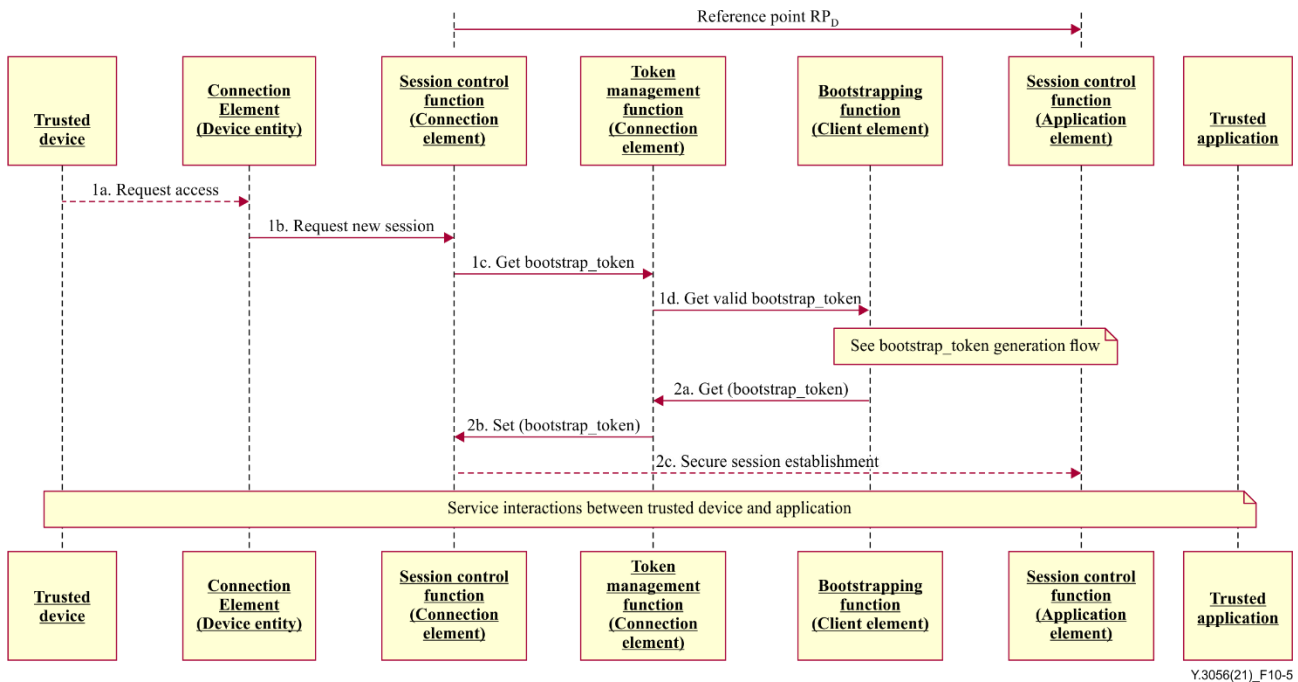 Reference point RP_D
Trusted
device
Connection
Element
(Device entity)
Session control
function
(Connection
element)
Token
management
function
(Connection
element)
Bootstrapping
function
(Client element)
Session control
function
(Application
element)
Trusted
application
1a. Request access
1b. Request new session
1c. Get bootstrap_token
1d. Get valid bootstrap_token
See bootstrap_token generation flow
2a. Get (bootstrap_token)
2b. Set (bootstrap_token)
2c. Secure session establishment
Service interactions between trusted device and application
Trusted
device
Connection
Element
(Device entity)
Session control
function
(Connection
element)
Token
management
function
(Connection
element)
Bootstrapping
function
(Client element)
Session control
function
(Application
element)
Trusted
application
Y.3056(21)_F10-5